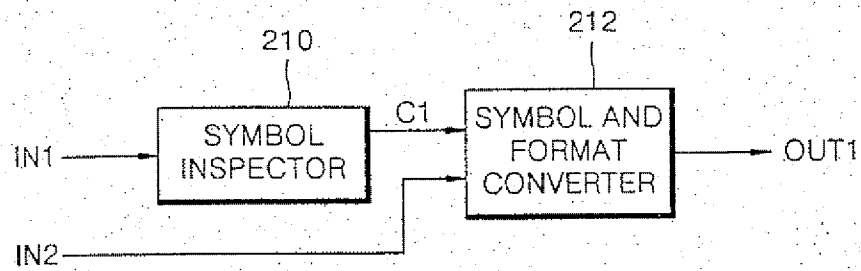 210
212
IN1
SYMBOL
INSPECTOR
C1
SYMBOL AND
FORMAT
CONVERTER
OUT1
IN2